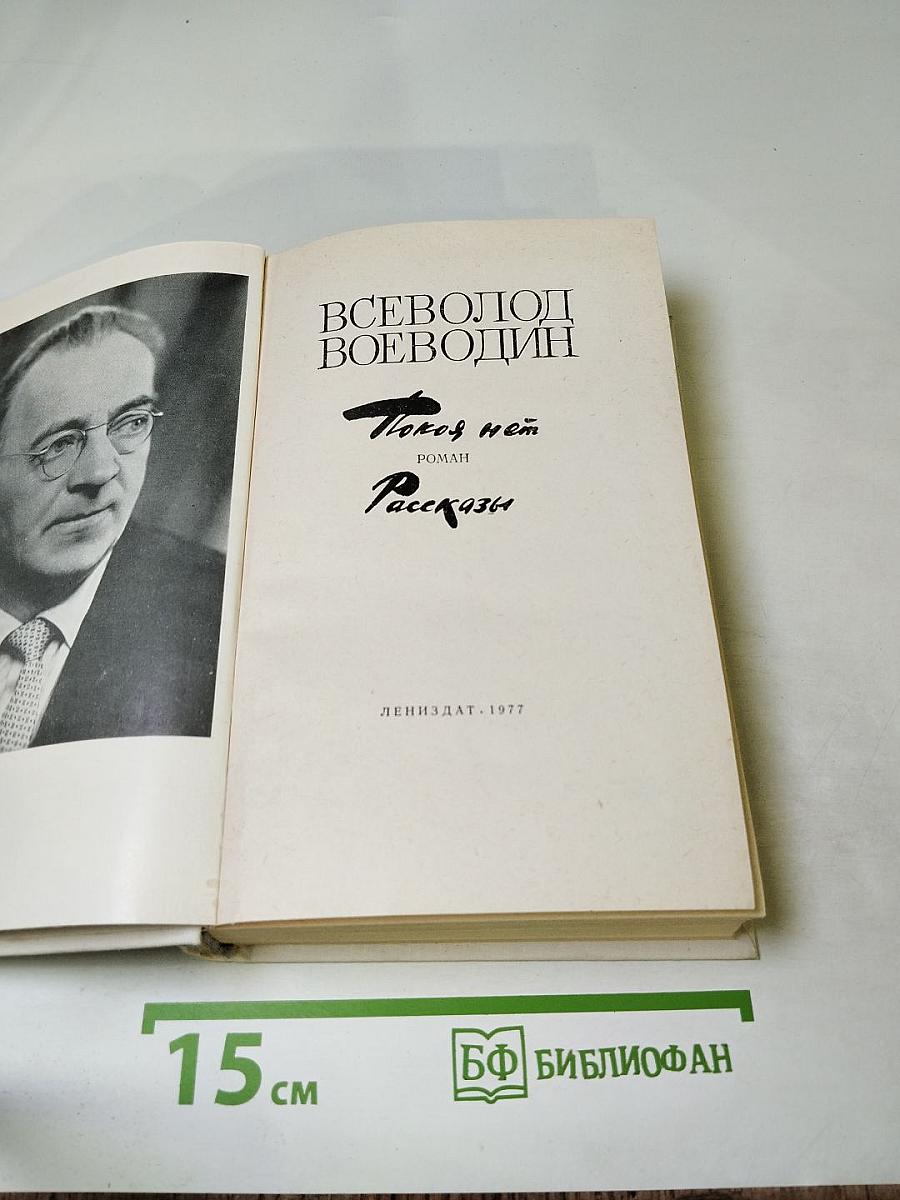 ВСЕВОЛОД
ВОЕВОДИН
Покоя нет
РОМАН
Рассказы
ЛЕНИЗДАТ • 1977
15 см
БФ БИБЛИОФАН